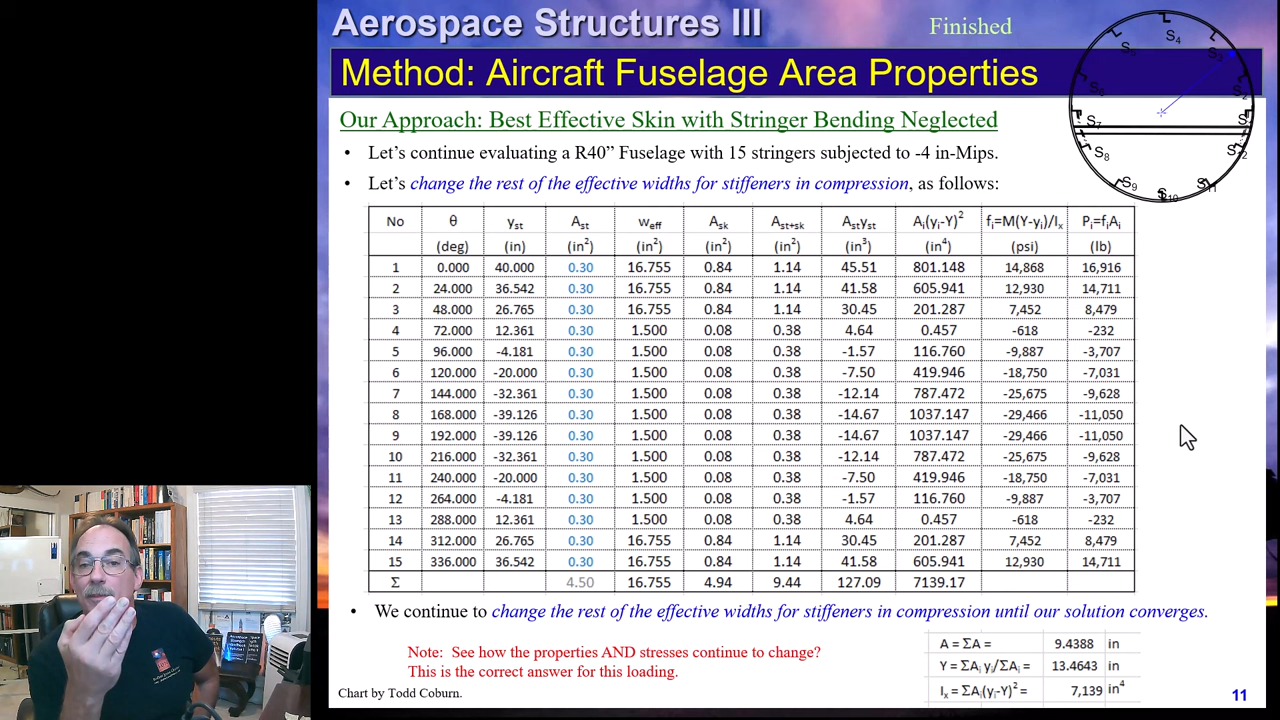 Aerospace Structures III
Finished
Method: Aircraft Fuselage Area Properties
Our Approach: Best Effective Skin with Stringer Bending Neglected
• Let's continue evaluating a R40" Fuselage with 15 stringers subjected to -4 in-Mips.
• Let's change the rest of the effective widths for stiffeners in compression, as follows:
No θ yst Ast weff Ask Ast+sk Astyst Ai(yi-Y)² fi=M(Y-yi)/Ix Pi=fiAi
(deg) (in) (in²) (in²) (in²) (in²) (in³) (in⁴) (psi) (lb)
1 0.000 40.000 0.30 16.755 0.84 1.14 45.51 801.148 14,868 16,916
2 24.000 36.542 0.30 16.755 0.84 1.14 41.58 605.941 12,930 14,711
3 48.000 26.765 0.30 16.755 0.84 1.14 30.45 201.287 7,452 8,479
4 72.000 12.361 0.30 1.500 0.08 0.38 4.64 0.457 -618 -232
5 96.000 -4.181 0.30 1.500 0.08 0.38 -1.57 116.760 -9,887 -3,707
6 120.000 -20.000 0.30 1.500 0.08 0.38 -7.50 419.946 -18,750 -7,031
7 144.000 -32.361 0.30 1.500 0.08 0.38 -12.14 787.472 -25,675 -9,628
8 168.000 -39.126 0.30 1.500 0.08 0.38 -14.67 1037.147 -29,466 -11,050
9 192.000 -39.126 0.30 1.500 0.08 0.38 -14.67 1037.147 -29,466 -11,050
10 216.000 -32.361 0.30 1.500 0.08 0.38 -12.14 787.472 -25,675 -9,628
11 240.000 -20.000 0.30 1.500 0.08 0.38 -7.50 419.946 -18,750 -7,031
12 264.000 -4.181 0.30 1.500 0.08 0.38 -1.57 116.760 -9,887 -3,707
13 288.000 12.361 0.30 1.500 0.08 0.38 4.64 0.457 -618 -232
14 312.000 26.765 0.30 16.755 0.84 1.14 30.45 201.287 7,452 8,479
15 336.000 36.542 0.30 16.755 0.84 1.14 41.58 605.941 12,930 14,711
Σ 4.50 16.755 4.94 9.44 127.09 7139.17
• We continue to change the rest of the effective widths for stiffeners in compression until our solution converges.
Note: See how the properties AND stresses continue to change?
This is the correct answer for this loading.
A = ΣA = 9.4388 in
Y = ΣAi yi/ΣAi = 13.4643 in
Ix = ΣAi(yi-Y)² = 7,139 in⁴
Chart by Todd Coburn.
11
S4
S7
S8
S9